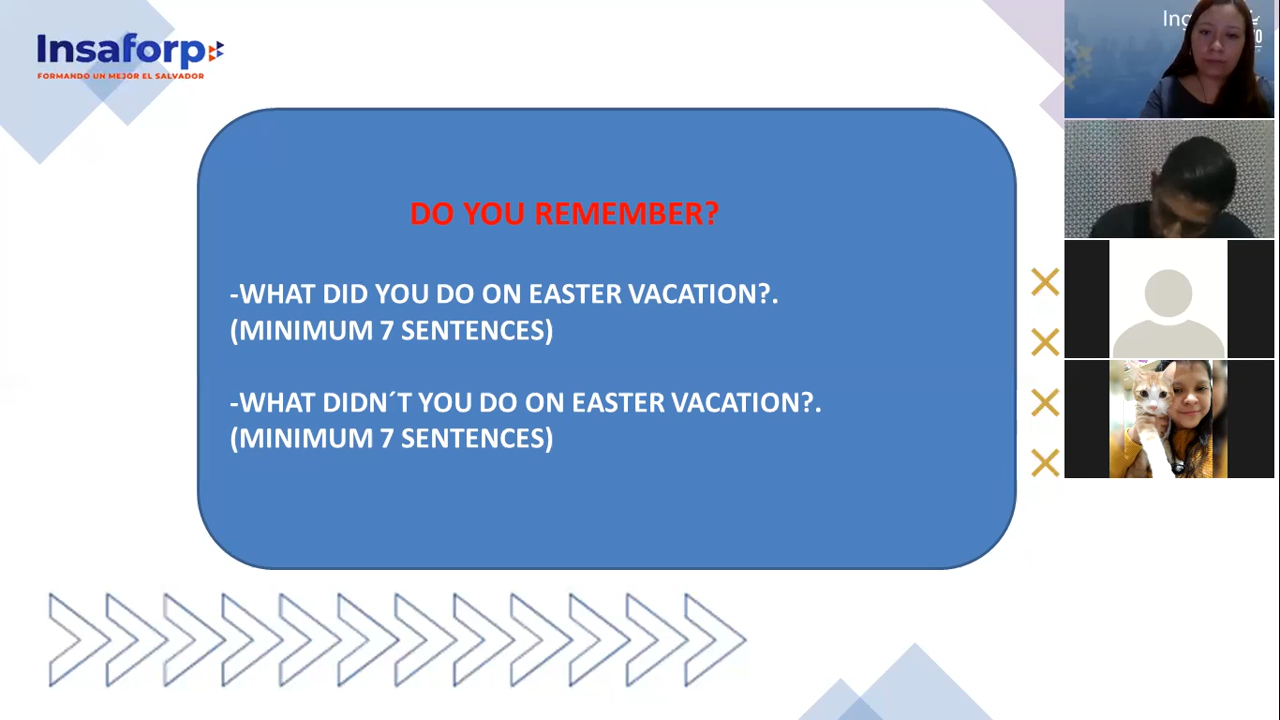 Insaforp
FORMANDO UN MEJOR EL SALVADOR
DO YOU REMEMBER?
-WHAT DID YOU DO ON EASTER VACATION?.
(MINIMUM 7 SENTENCES)
-WHAT DIDN´T YOU DO ON EASTER VACATION?.
(MINIMUM 7 SENTENCES)